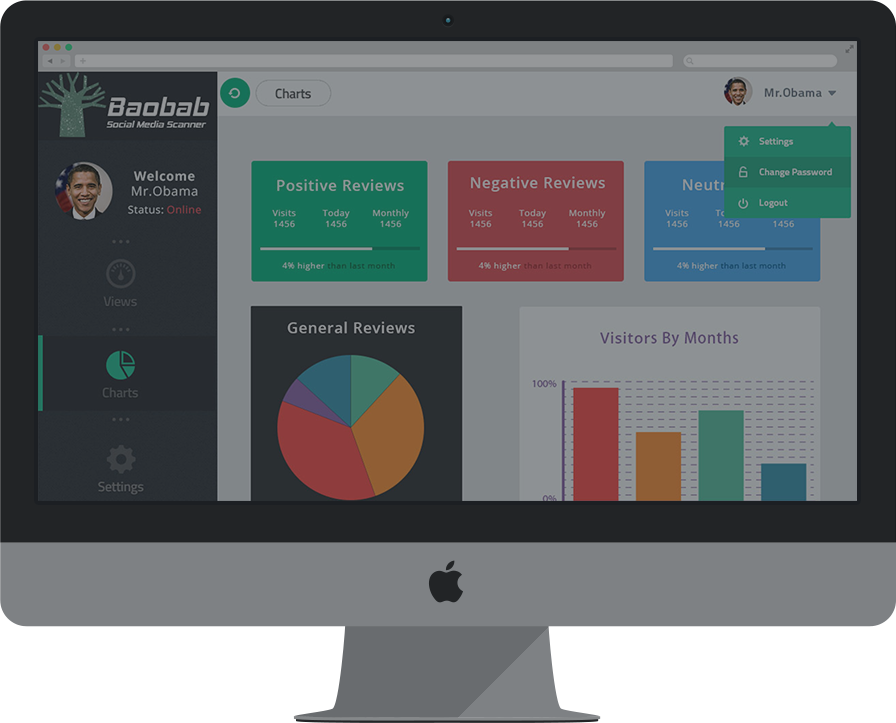 Baobab
Social Media Scanner
Charts
Mr.Obama
Settings
Change Password
Logout
Welcome
Mr.Obama
Status: Online
Views
Charts
Settings
Positive Reviews
Visits Today Monthly
1456 1456 1456
4% higher than last month
Negative Reviews
Visits Today Monthly
1456 1456 1456
4% higher than last month
Neut
Visits
1456 1456 1456
4% higher than last month
General Reviews
Visitors By Months
100%
0%